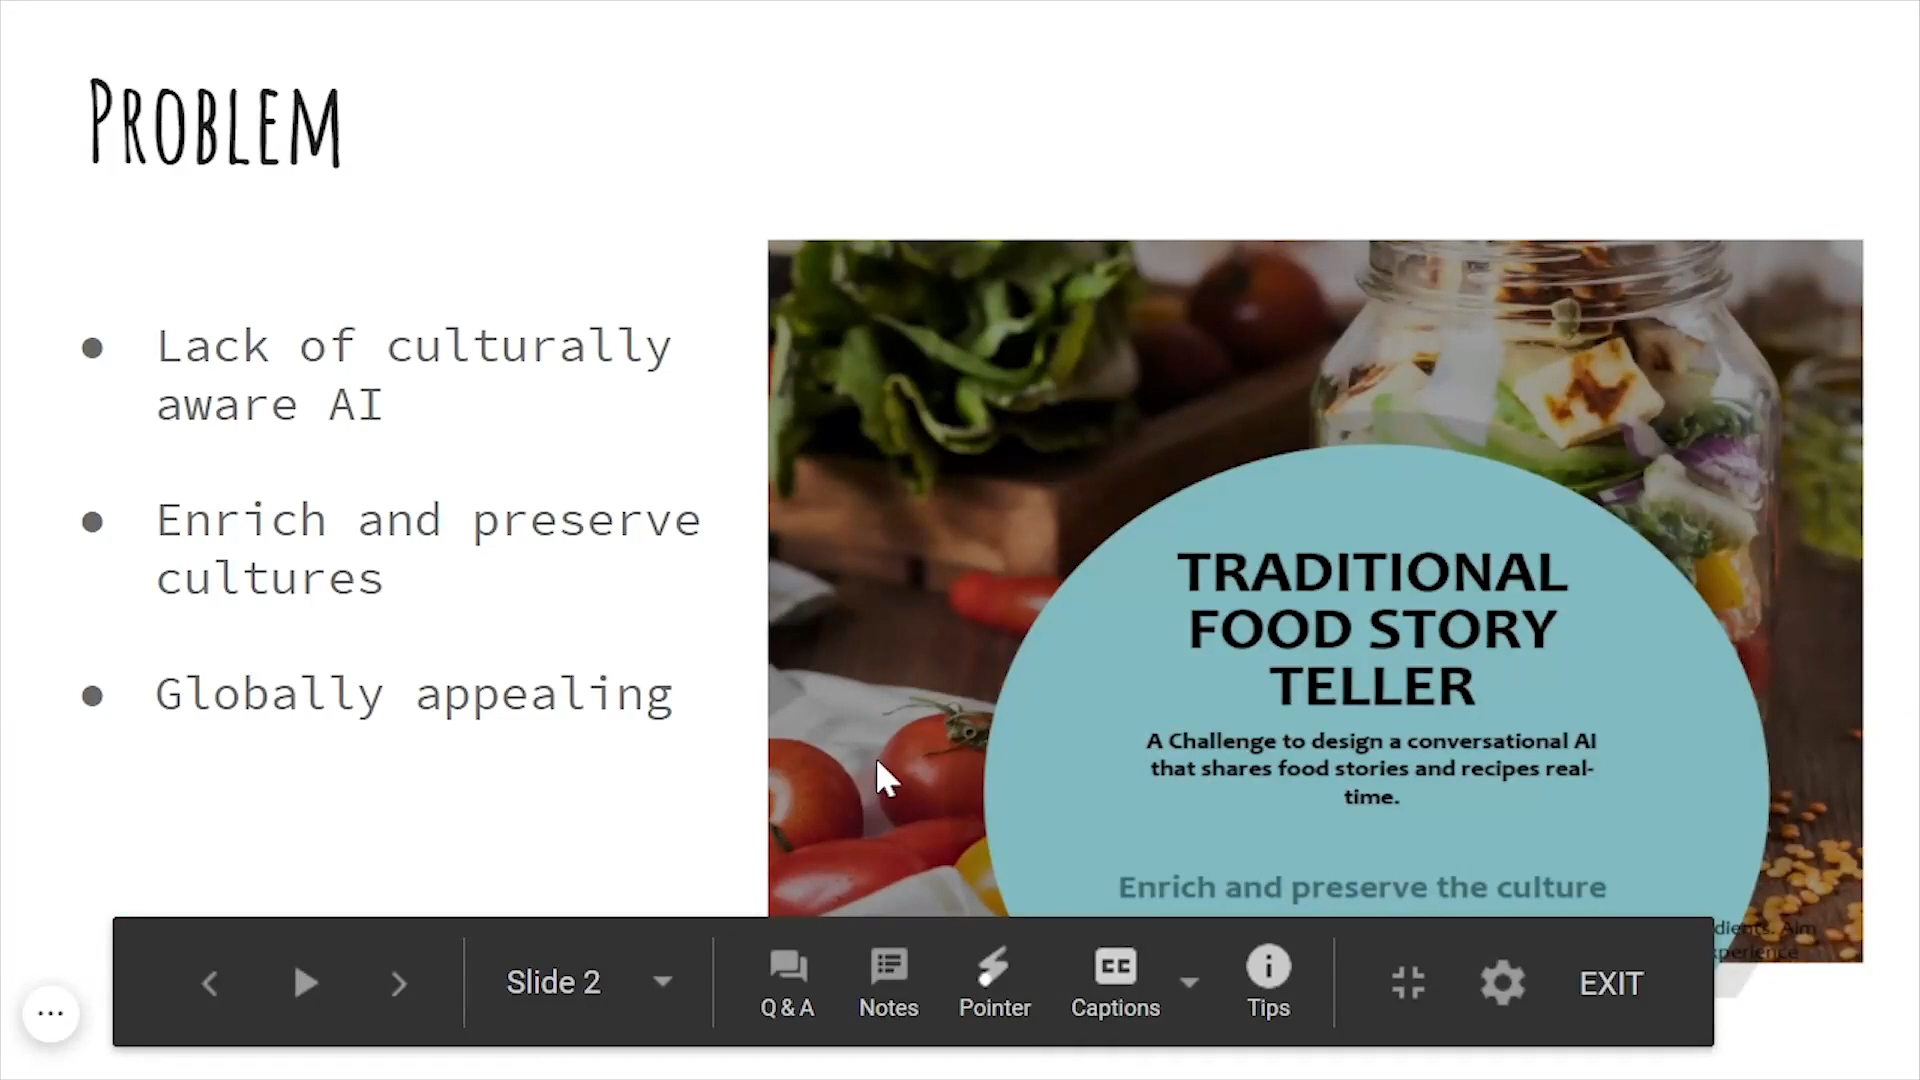 PROBLEM
● Lack of culturally
aware AI
● Enrich and preserve
cultures
● Globally appealing
TRADITIONAL
FOOD STORY
TELLER
A Challenge to design a conversational AI
that shares food stories and recipes real-
time.
Enrich and preserve the culture
Aim
Slide 2
Q & A
Notes
Pointer
CC
Captions
Tips
EXIT